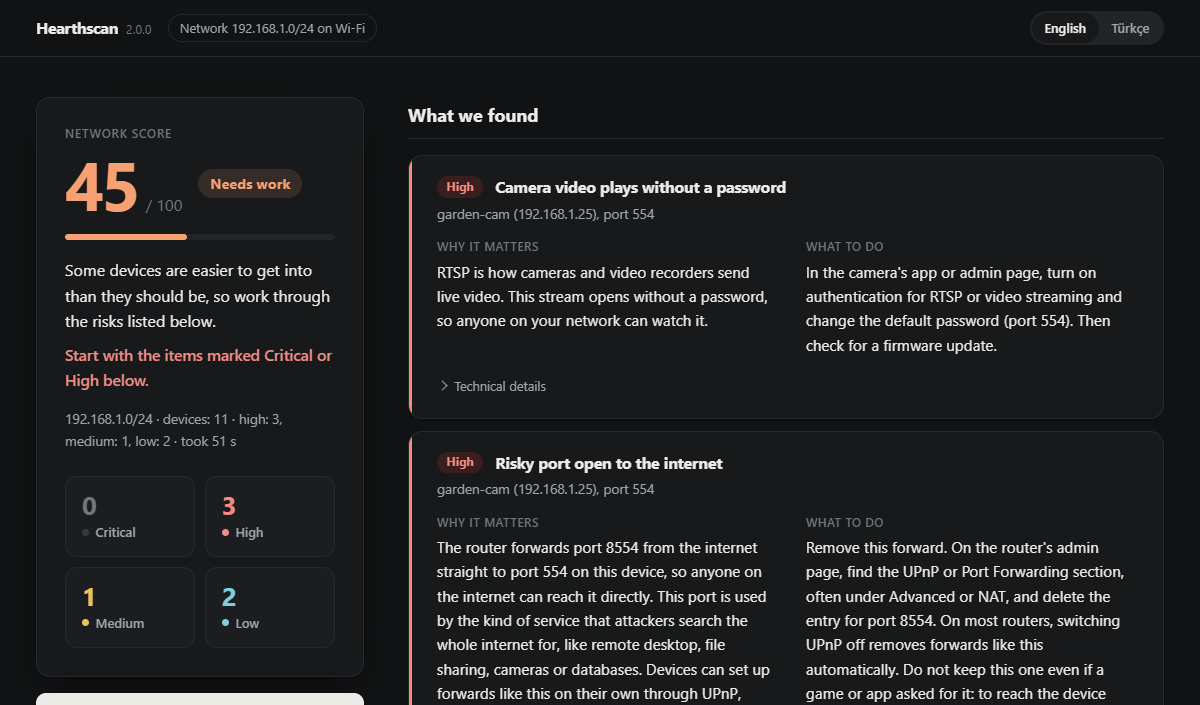 Hearthscan 2.0.0 Network 192.168.1.0/24 on Wi-Fi English Türkçe
NETWORK SCORE
45 / 100 Needs work
Some devices are easier to get into
than they should be, so work through
the risks listed below.
Start with the items marked Critical or
High below.
192.168.1.0/24 · devices: 11 · high: 3,
medium: 1, low: 2 · took 51 s
0
Critical
3
High
1
Medium
2
Low
What we found
High Camera video plays without a password
garden-cam (192.168.1.25), port 554
WHY IT MATTERS
RTSP is how cameras and video recorders send
live video. This stream opens without a password,
so anyone on your network can watch it.
WHAT TO DO
In the camera's app or admin page, turn on
authentication for RTSP or video streaming and
change the default password (port 554). Then
check for a firmware update.
Technical details
High Risky port open to the internet
garden-cam (192.168.1.25), port 554
WHY IT MATTERS
The router forwards port 8554 from the internet
straight to port 554 on this device, so anyone on
the internet can reach it directly. This port is used
by the kind of service that attackers search the
whole internet for, like remote desktop, file
sharing, cameras or databases. Devices can set up
forwards like this on their own through UPnP,
WHAT TO DO
Remove this forward. On the router's admin
page, find the UPnP or Port Forwarding section,
often under Advanced or NAT, and delete the
entry for port 8554. On most routers, switching
UPnP off removes forwards like this
automatically. Do not keep this one even if a
game or app asked for it: to reach the device